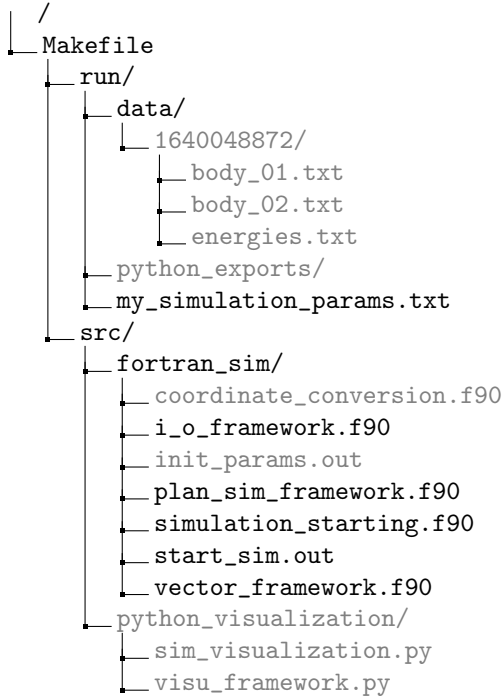 /
Makefile
run/
data/
1640048872/
body_01.txt
body_02.txt
energies.txt
python_exports/
my_simulation_params.txt
src/
fortran_sim/
coordinate_conversion.f90
i_o_framework.f90
init_params.out
plan_sim_framework.f90
simulation_starting.f90
start_sim.out
vector_framework.f90
python_visualization/
sim_visualization.py
visu_framework.py